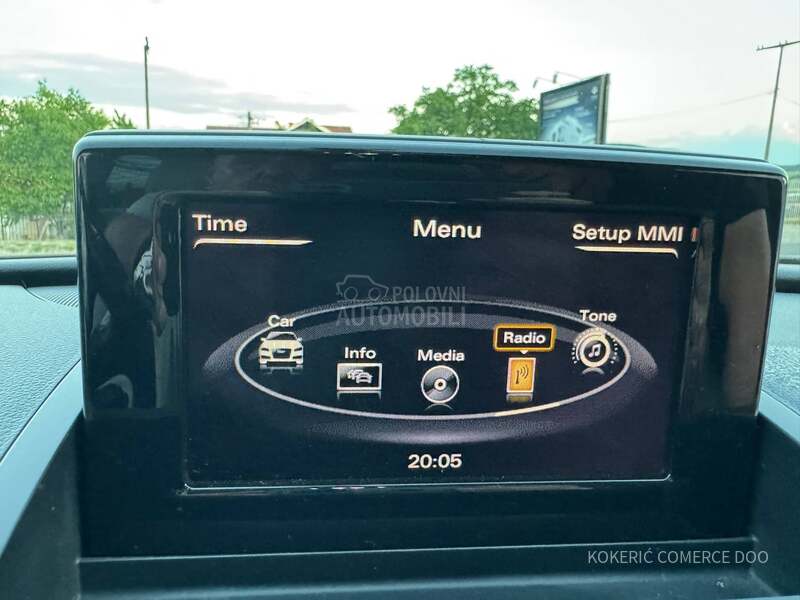 Time
Menu
Setup MMI
POLOVNI
AUTOMOBILI
Car
Info
Media
Radio
Tone
20:05
KOKERIĆ COMERCE DOO